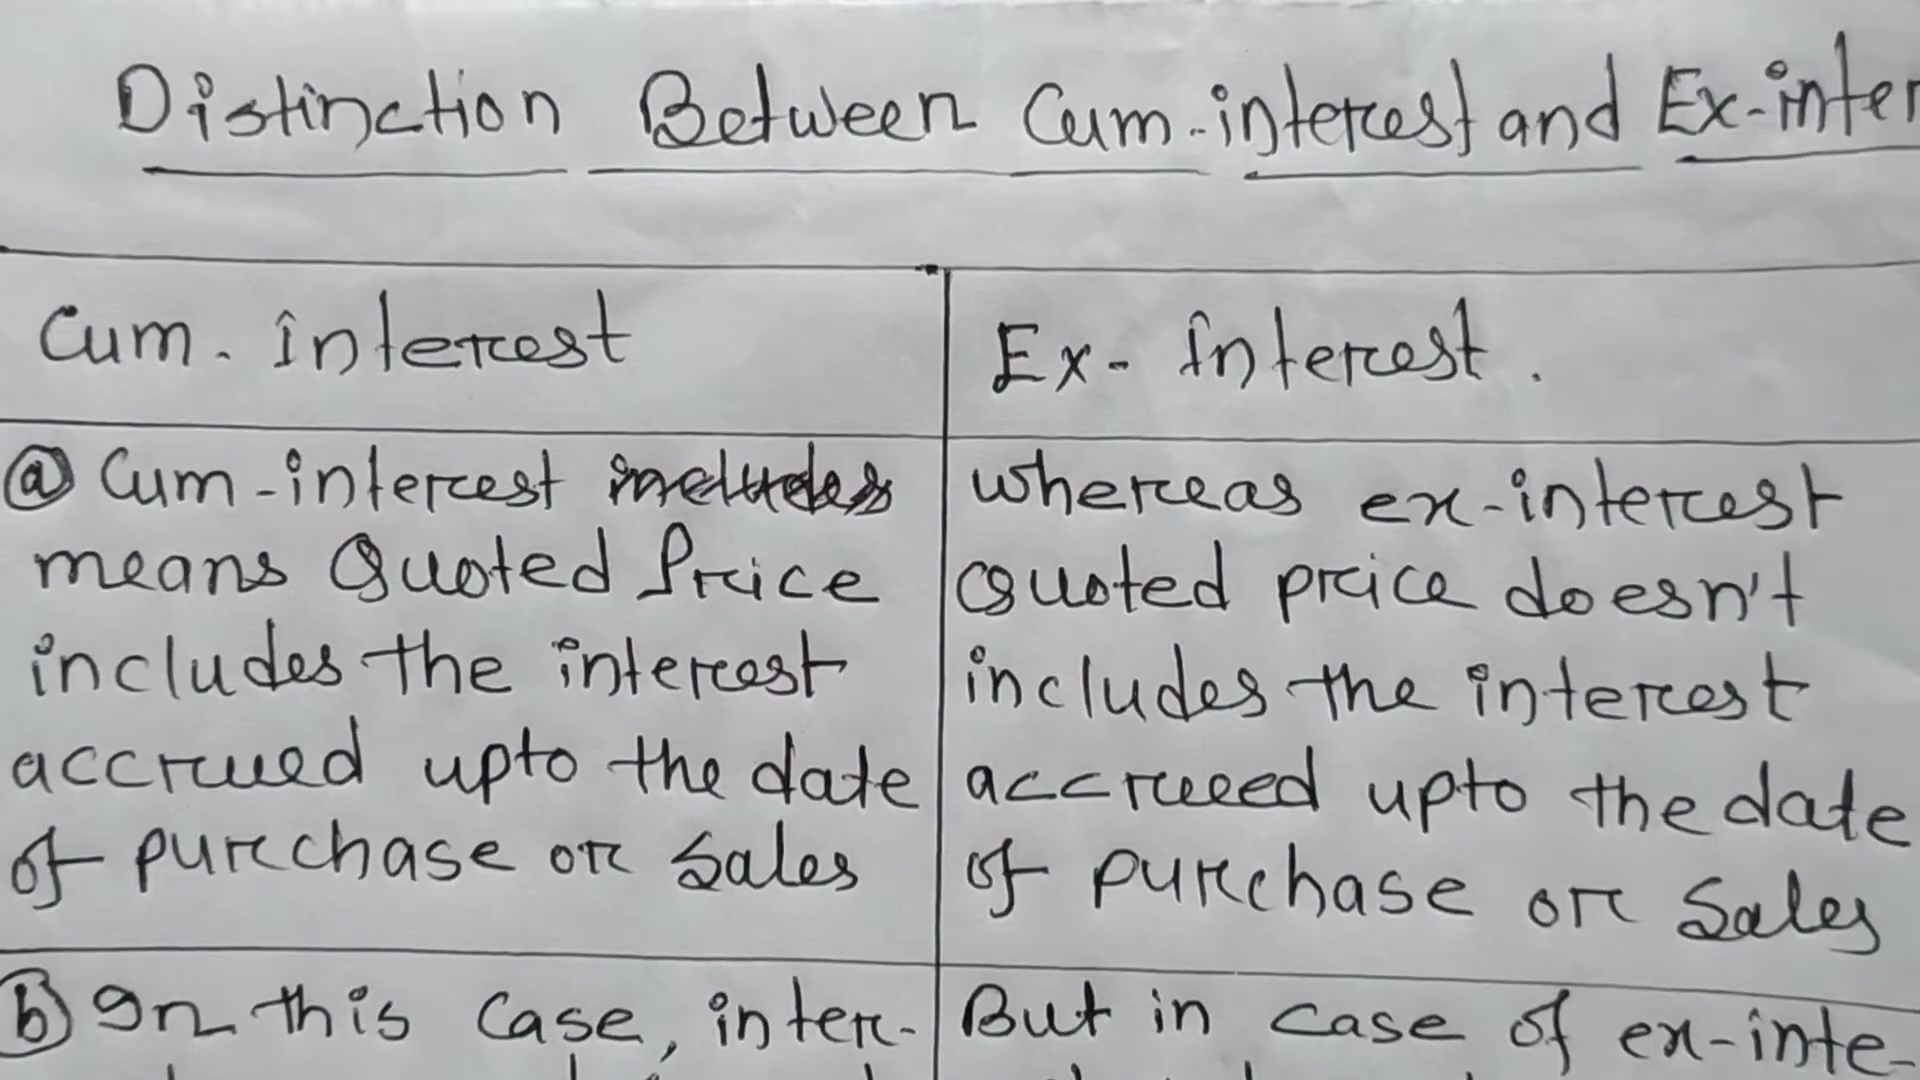 Distinction Between Cum-interest and Ex-inter
Cum. interest
Ex- interest.
ⓐ Cum-interest includes
means Quoted Price
includes the interest
accrued upto the date
of purchase or sales
whereas ex-interest
quoted price doesn't
includes the interest
accrueed upto the date
of purchase or sales
ⓑ In this case, inter-
But in case of ex-inte-